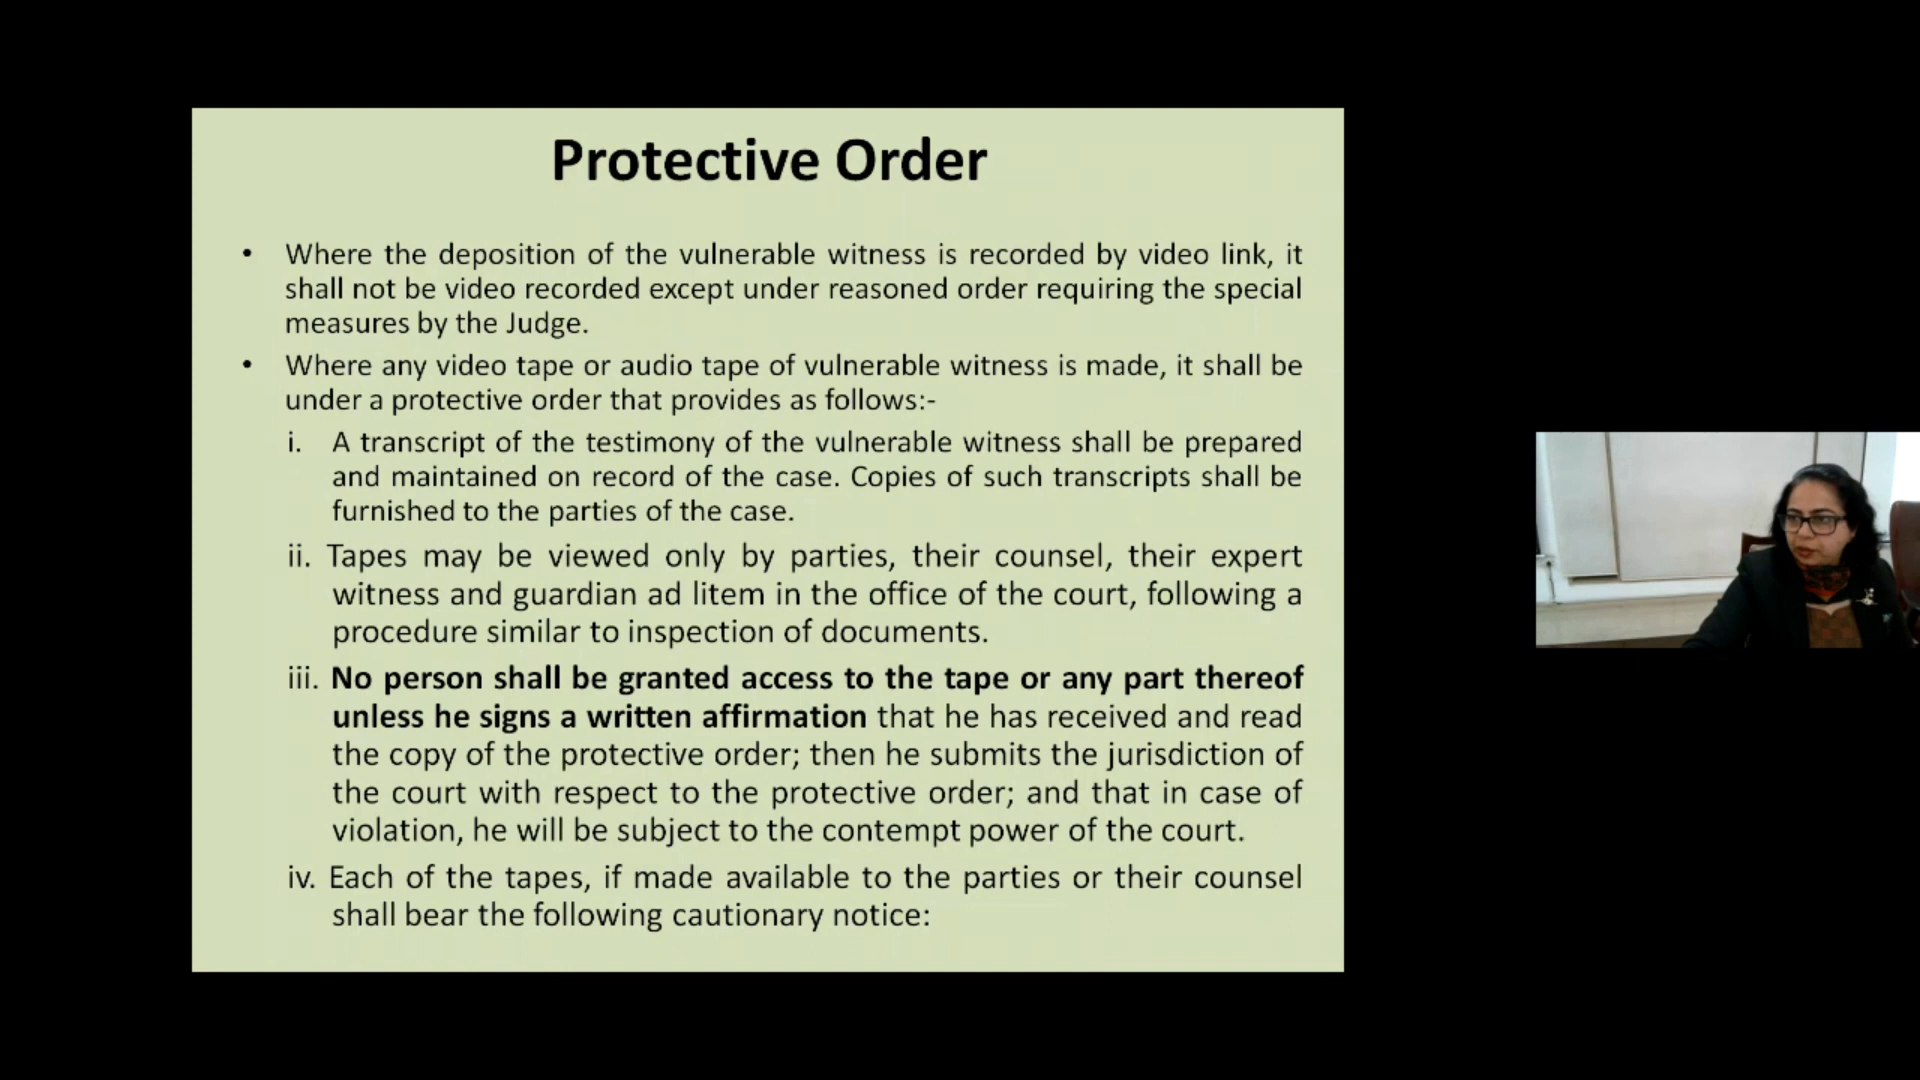 Protective Order
• Where the deposition of the vulnerable witness is recorded by video link, it
shall not be video recorded except under reasoned order requiring the special
measures by the Judge.
• Where any video tape or audio tape of vulnerable witness is made, it shall be
under a protective order that provides as follows:-
i. A transcript of the testimony of the vulnerable witness shall be prepared
and maintained on record of the case. Copies of such transcripts shall be
furnished to the parties of the case.
ii. Tapes may be viewed only by parties, their counsel, their expert
witness and guardian ad litem in the office of the court, following a
procedure similar to inspection of documents.
iii. No person shall be granted access to the tape or any part thereof
unless he signs a written affirmation that he has received and read
the copy of the protective order; then he submits the jurisdiction of
the court with respect to the protective order; and that in case of
violation, he will be subject to the contempt power of the court.
iv. Each of the tapes, if made available to the parties or their counsel
shall bear the following cautionary notice: